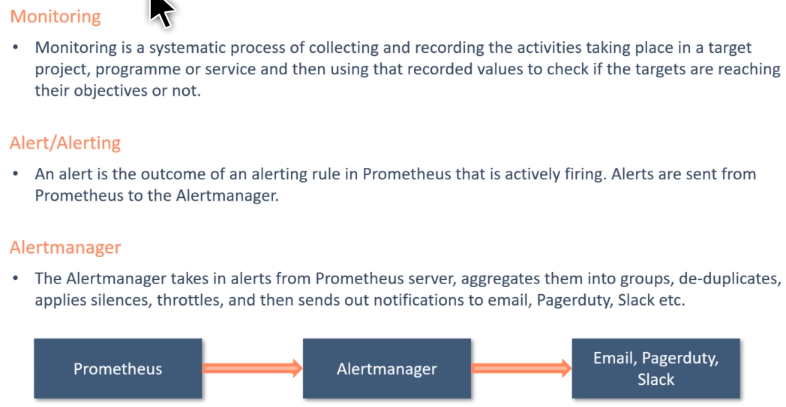 Monitoring
• Monitoring is a systematic process of collecting and recording the activities taking place in a target
project, programme or service and then using that recorded values to check if the targets are reaching
their objectives or not.
Alert/Alerting
• An alert is the outcome of an alerting rule in Prometheus that is actively firing. Alerts are sent from
Prometheus to the Alertmanager.
Alertmanager
• The Alertmanager takes in alerts from Prometheus server, aggregates them into groups, de-duplicates,
applies silences, throttles, and then sends out notifications to email, Pagerduty, Slack etc.
Prometheus
Alertmanager
Email, Pagerduty,
Slack